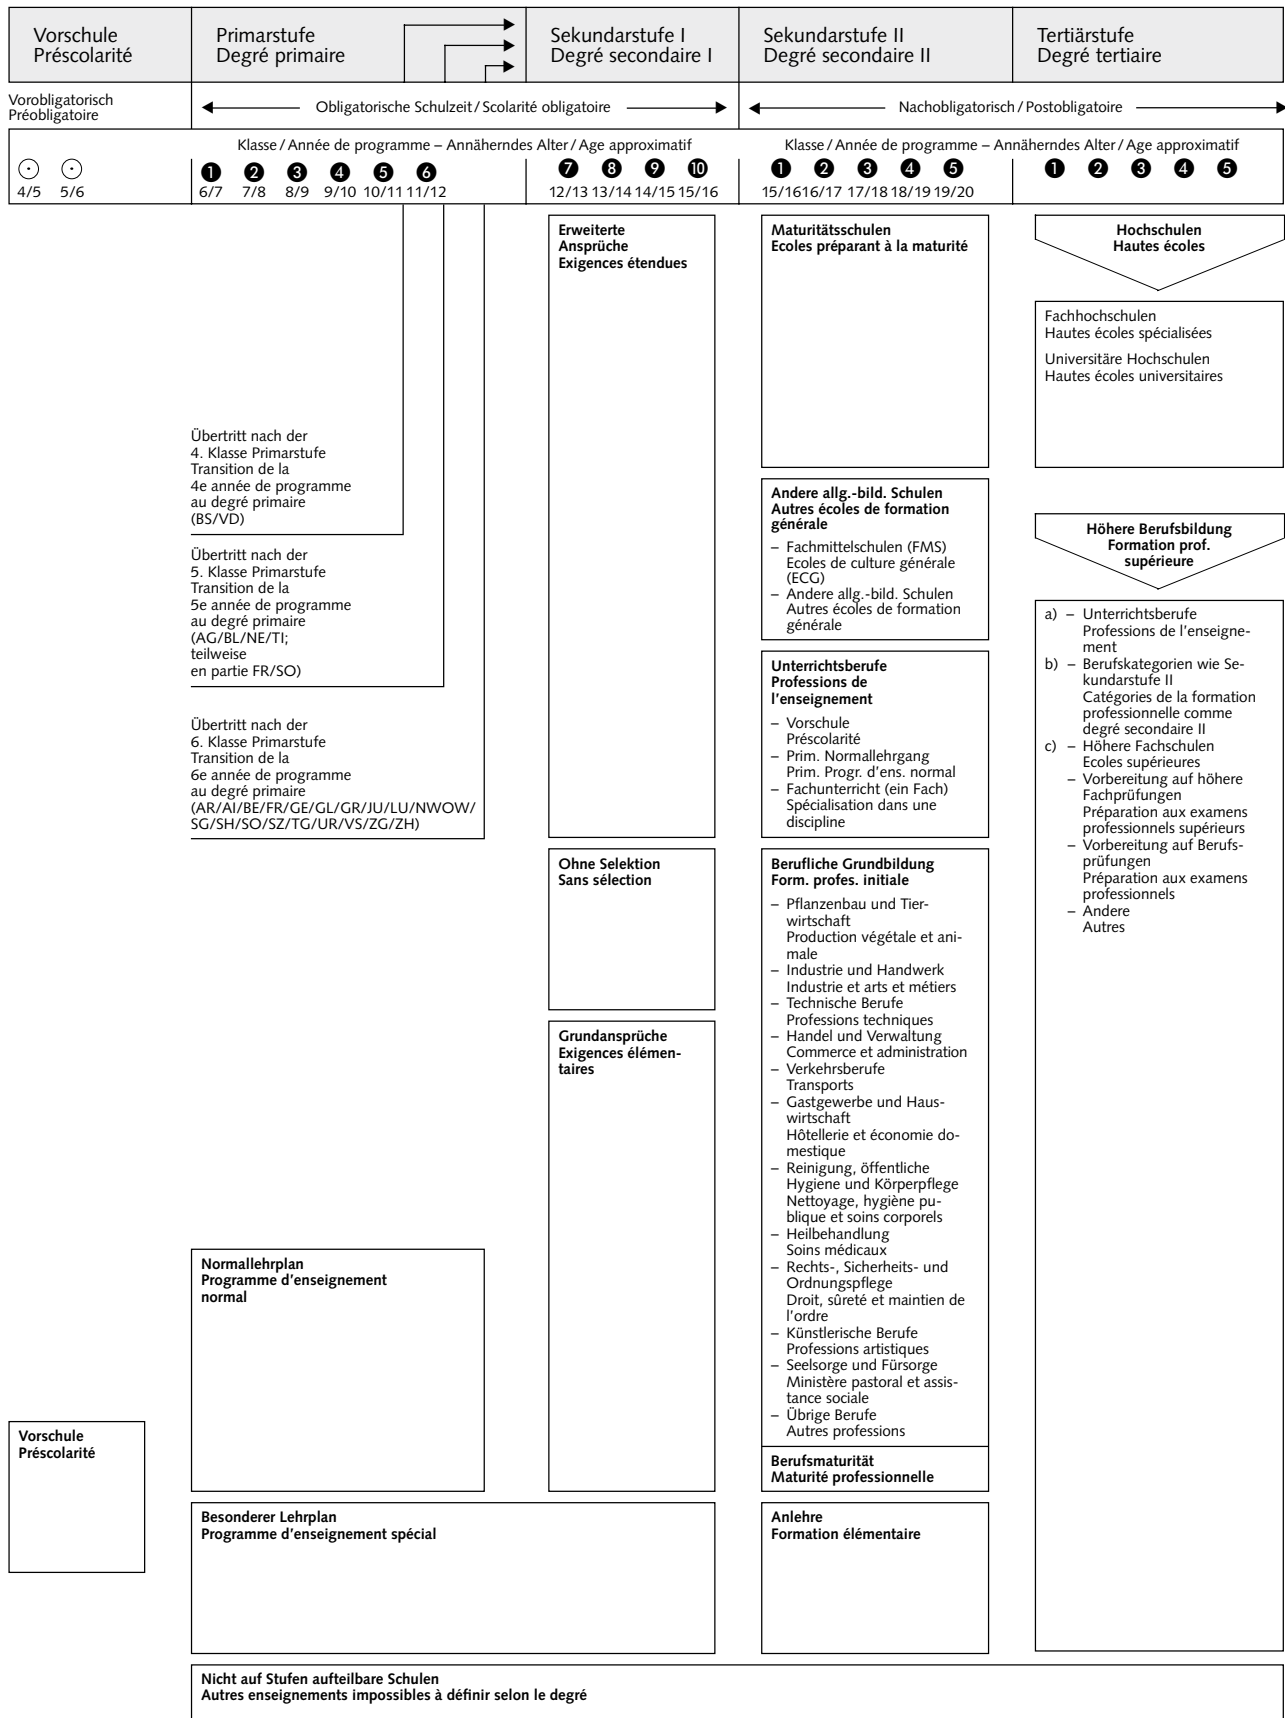 Vorschule
Préscolarité
Primarstufe
Degré primaire
Sekundarstufe I
Degré secondaire I
Sekundarstufe II
Degré secondaire II
Tertiärstufe
Degré tertiaire
Vorobligatorisch
Préobligatoire
Obligatorische Schulzeit / Scolarité obligatoire
Nachobligatorisch / Postobligatoire
Klasse / Année de programme – Annäherndes Alter / Age approximatif
Klasse / Année de programme – Annäherndes Alter / Age approximatif
1 2 3 4 5 6 7 8 9 10
1 2 3 4 5
1 2 3 4 5
4/5 5/6
6/7 7/8 8/9 9/10 10/11 11/12
12/13 13/14 14/15 15/16
15/16 16/17 17/18 18/19 19/20
Übertritt nach der
4. Klasse Primarstufe
Transition de la
4e année de programme
au degré primaire
(BS/VD)
Übertritt nach der
5. Klasse Primarstufe
Transition de la
5e année de programme
au degré primaire
(AG/BL/NE/TI;
teilweise
en partie FR/SO)
Übertritt nach der
6. Klasse Primarstufe
Transition de la
6e année de programme
au degré primaire
(AR/AI/BE/FR/GE/GL/GR/JU/LU/NWOW/
SG/SH/SO/SZ/TG/UR/VS/ZG/ZH)
Normallehrplan
Programme d'enseignement
normal
Vorschule
Préscolarité
Besonderer Lehrplan
Programme d'enseignement spécial
Erweiterte
Ansprüche
Exigences étendues
Ohne Selektion
Sans sélection
Grundansprüche
Exigences élémen-
taires
Maturitätsschulen
Ecoles préparant à la maturité
Andere allg.-bild. Schulen
Autres écoles de formation
générale
– Fachmittelschulen (FMS)
Ecoles de culture générale
(ECG)
– Andere allg.-bild. Schulen
Autres écoles de formation
générale
Unterrichtsberufe
Professions de
l'enseignement
– Vorschule
Préscolarité
– Prim. Normallehrgang
Prim. Progr. d'ens. normal
– Fachunterricht (ein Fach)
Spécialisation dans une
discipline
Berufliche Grundbildung
Form. profes. initiale
– Pflanzenbau und Tier-
wirtschaft
Production végétale et ani-
male
– Industrie und Handwerk
Industrie et arts et métiers
– Technische Berufe
Professions techniques
– Handel und Verwaltung
Commerce et administration
– Verkehrsberufe
Transports
– Gastgewerbe und Haus-
wirtschaft
Hôtellerie et économie do-
mestique
– Reinigung, öffentliche
Hygiene und Körperpflege
Nettoyage, hygiène pu-
blique et soins corporels
– Heilbehandlung
Soins médicaux
– Rechts-, Sicherheits- und
Ordnungspflege
Droit, sûreté et maintien de
l'ordre
– Künstlerische Berufe
Professions artistiques
– Seelsorge und Fürsorge
Ministère pastoral et assis-
tance sociale
– Übrige Berufe
Autres professions
Berufsmaturität
Maturité professionnelle
Anlehre
Formation élémentaire
Hochschulen
Hautes écoles
Fachhochschulen
Hautes écoles spécialisées
Universitäre Hochschulen
Hautes écoles universitaires
Höhere Berufsbildung
Formation prof.
supérieure
a) – Unterrichtsberufe
Professions de l'enseigne-
ment
b) – Berufskategorien wie Se-
kundarstufe II
Catégories de la formation
professionnelle comme
degré secondaire II
c) – Höhere Fachschulen
Ecoles supérieures
– Vorbereitung auf höhere
Fachprüfungen
Préparation aux examens
professionnels supérieurs
– Vorbereitung auf Berufs-
prüfungen
Préparation aux examens
professionnels
– Andere
Autres
Nicht auf Stufen aufteilbare Schulen
Autres enseignements impossibles à définir selon le degré